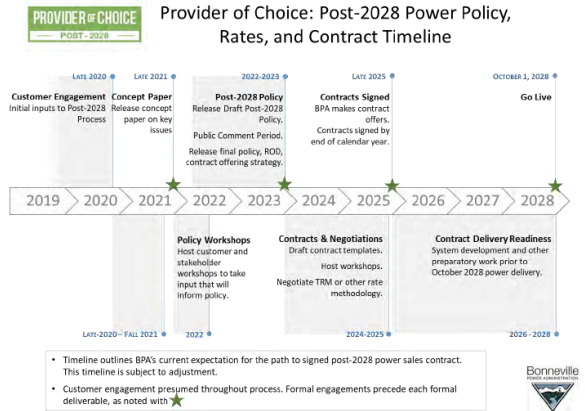 PROVIDER OF CHOICE
POST - 2028
Provider of Choice: Post-2028 Power Policy,
Rates, and Contract Timeline
LATE 2020
LATE 2021
2022-2023
LATE 2025
OCTOBER 1, 2028
Customer Engagement
Initial inputs to Post-2028
Process
Concept Paper
Release concept
paper on key
issues
Post-2028 Policy
Release Draft Post-2028
Policy.
Public Comment Period.
Release final policy, ROD,
contract offering strategy.
Contracts Signed
BPA makes contract
offers.
Contracts signed by
end of calendar year.
Go Live
2019
2020
2021
2022
2023
2024
2025
2026
2027
2028
Policy Workshops
Host customer and
stakeholder
workshops to take
input that will
inform policy.
Contracts & Negotiations
Draft contract templates.
Host workshops.
Negotiate TRM or other rate
methodology.
Contract Delivery Readiness
System development and other
preparatory work prior to
October 2028 power delivery.
LATE-2020 – FALL 2021
2022
2024-2025
2026 - 2028
• Timeline outlines BPA's current expectation for the path to signed post-2028 power sales contract.
This timeline is subject to adjustment.
• Customer engagement presumed throughout process. Formal engagements precede each formal
deliverable, as noted with
Bonneville
POWER ADMINISTRATION